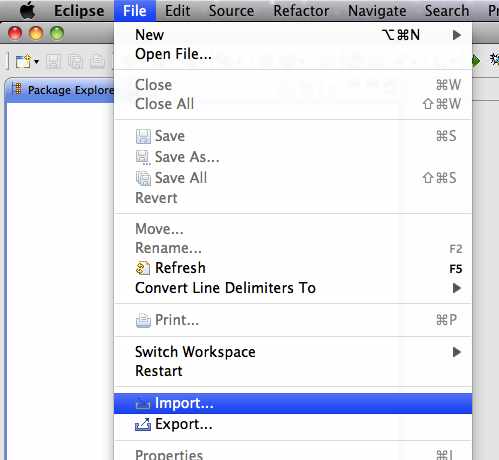 Eclipse File Edit Source Refactor Navigate Search
New ⌥⌘N
Open File...
Package Explore
Close ⌘W
Close All ⇧⌘W
Save ⌘S
Save As...
Save All ⇧⌘S
Revert
Move...
Rename... F2
Refresh F5
Convert Line Delimiters To
Print... ⌘P
Switch Workspace
Restart
Import...
Export...
Properties ⌘I